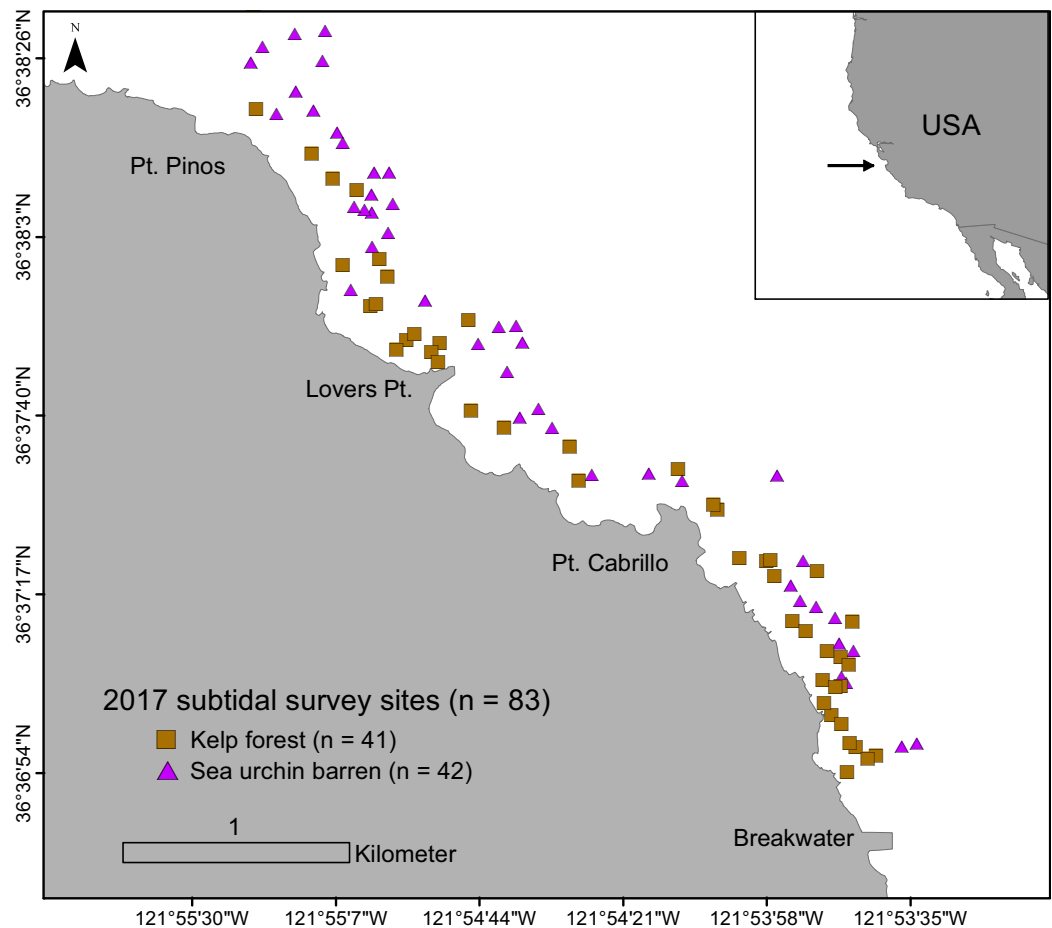 N
36°38'26"N
36°38'3"N
36°37'40"N
36°37'17"N
36°36'54"N
USA
Pt. Pinos
Lovers Pt.
Pt. Cabrillo
Breakwater
2017 subtidal survey sites (n = 83)
Kelp forest (n = 41)
Sea urchin barren (n = 42)
1
Kilometer
121°55'30"W
121°55'7"W
121°54'44"W
121°54'21"W
121°53'58"W
121°53'35"W